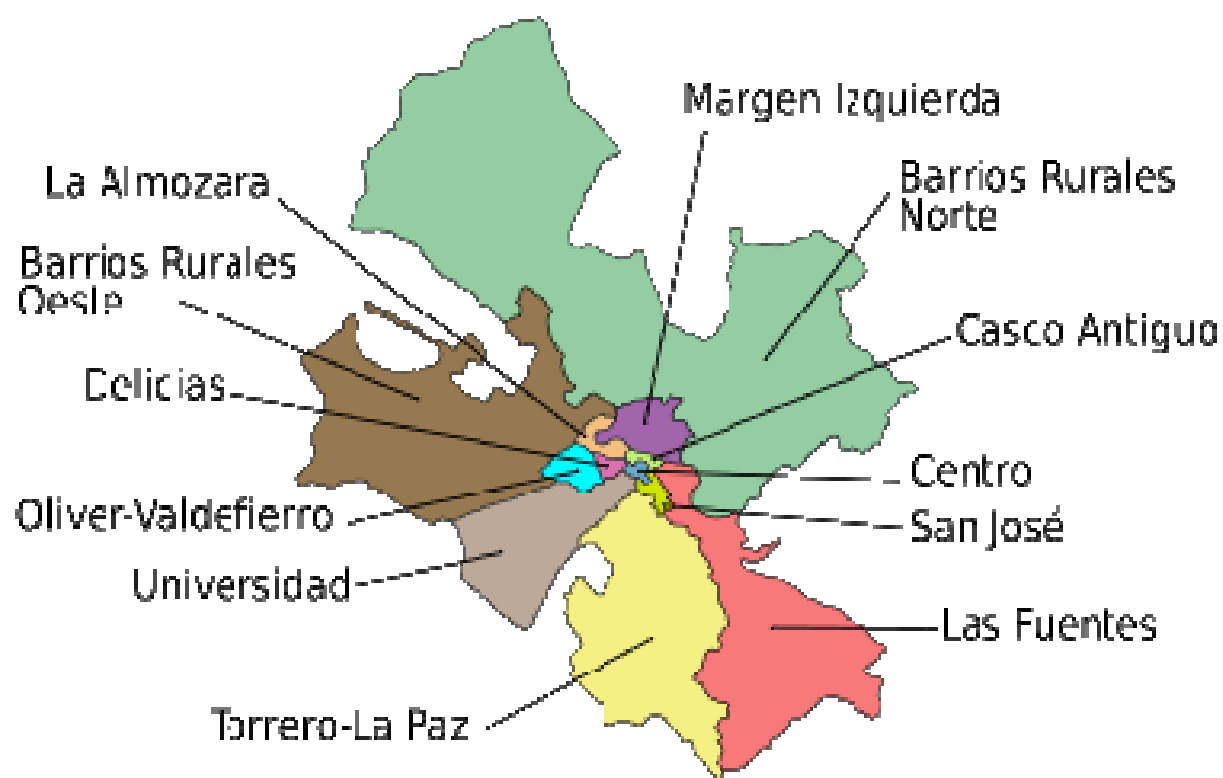 Margen Izquierda
La Almozara
Barrios Rurales
Norte
Barrios Rurales
Oeste
Casco Antiguo
Delicias
Centro
Oliver-Valdefierro
San José
Universidad
Las Fuentes
Torrero-La Paz